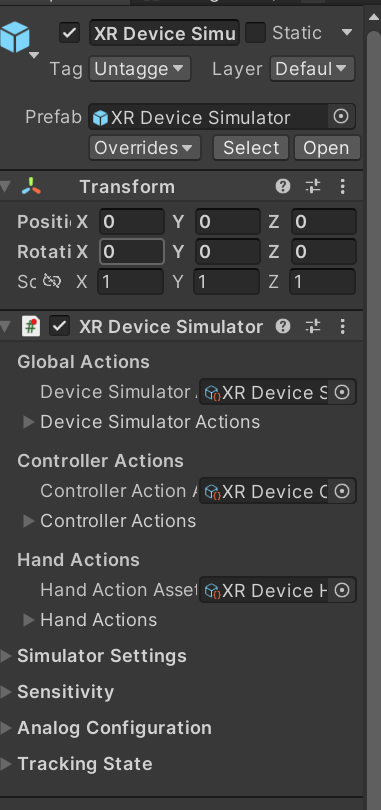 XR Device Simu Static
Tag Untagge Layer Defaul
Prefab XR Device Simulator
Overrides Select Open
Transform
Positi X 0 Y 0 Z 0
Rotati X 0 Y 0 Z 0
Sc X 1 Y 1 Z 1
XR Device Simulator
Global Actions
Device Simulator XR Device S
Device Simulator Actions
Controller Actions
Controller Action A XR Device C
Controller Actions
Hand Actions
Hand Action Asset XR Device H
Hand Actions
Simulator Settings
Sensitivity
Analog Configuration
Tracking State